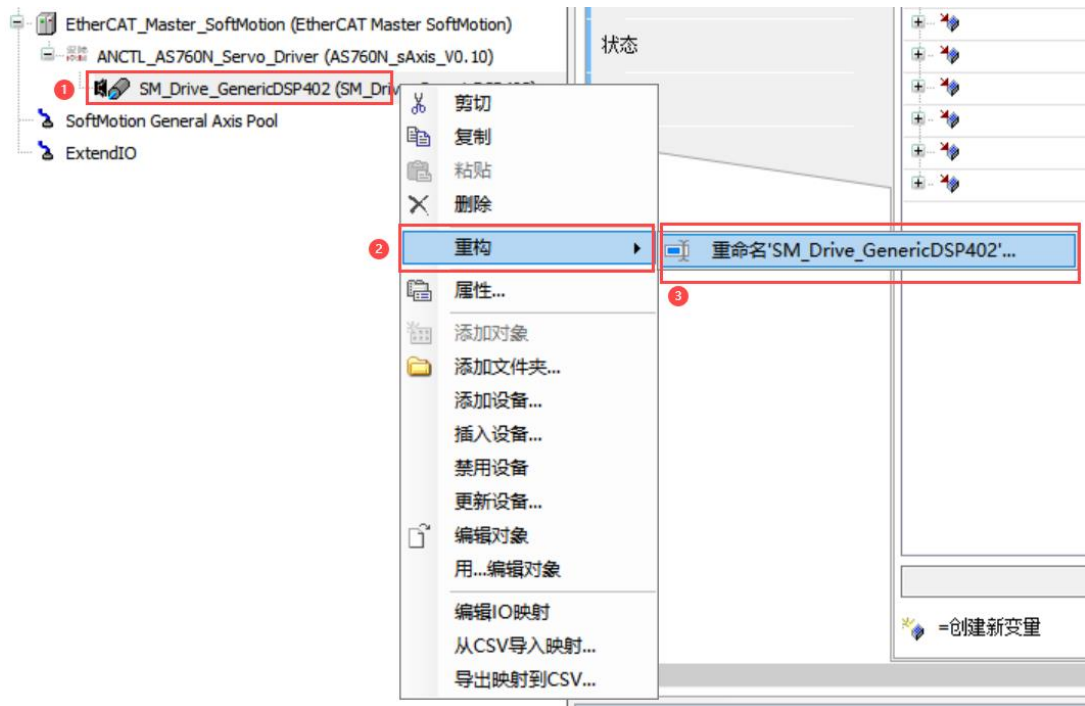 EtherCAT_Master_SoftMotion (EtherCAT Master SoftMotion)
ANCTL_AS760N_Servo_Driver (AS760N_sAxis_V0.10)
1
SM_Drive_GenericDSP402 (SM_Driv
SoftMotion General Axis Pool
ExtendIO
状态
剪切
复制
粘贴
删除
2
重构
重命名'SM_Drive_GenericDSP402'...
3
属性...
添加对象
添加文件夹...
添加设备...
插入设备...
禁用设备
更新设备...
编辑对象
用...编辑对象
编辑IO映射
从CSV导入映射...
导出映射到CSV...
=创建新变量